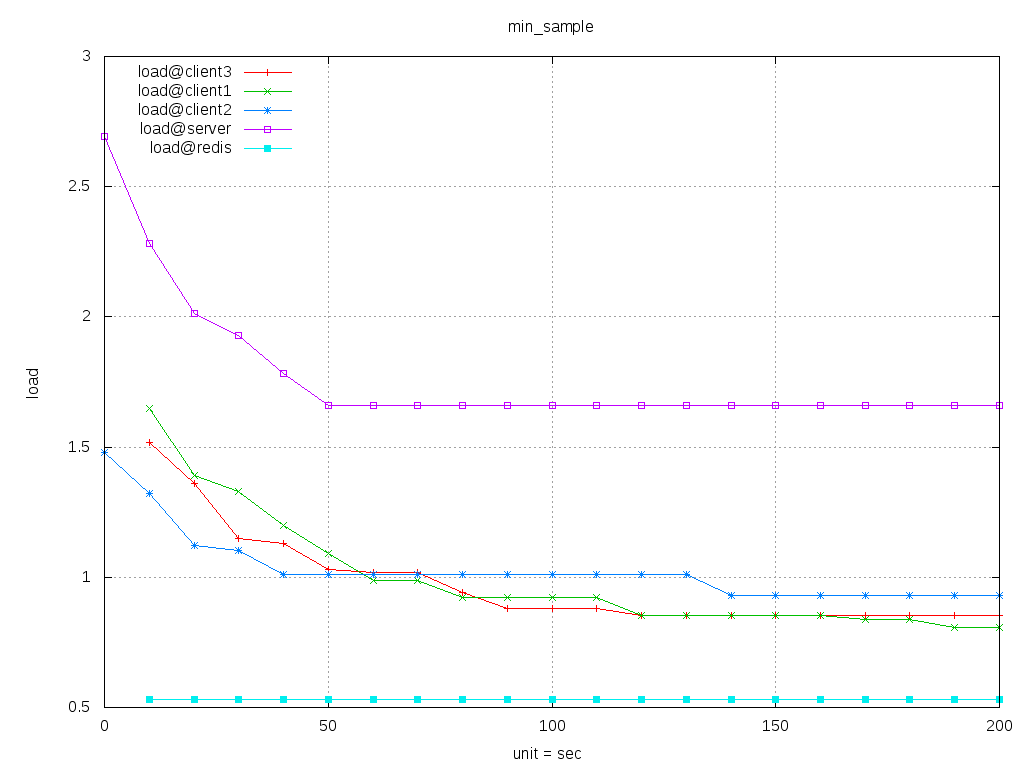 min_sample
load@client3
load@client1
load@client2
load@server
load@redis
3
2.5
2
1.5
1
0.5
load
0 50 100 150 200
unit = sec